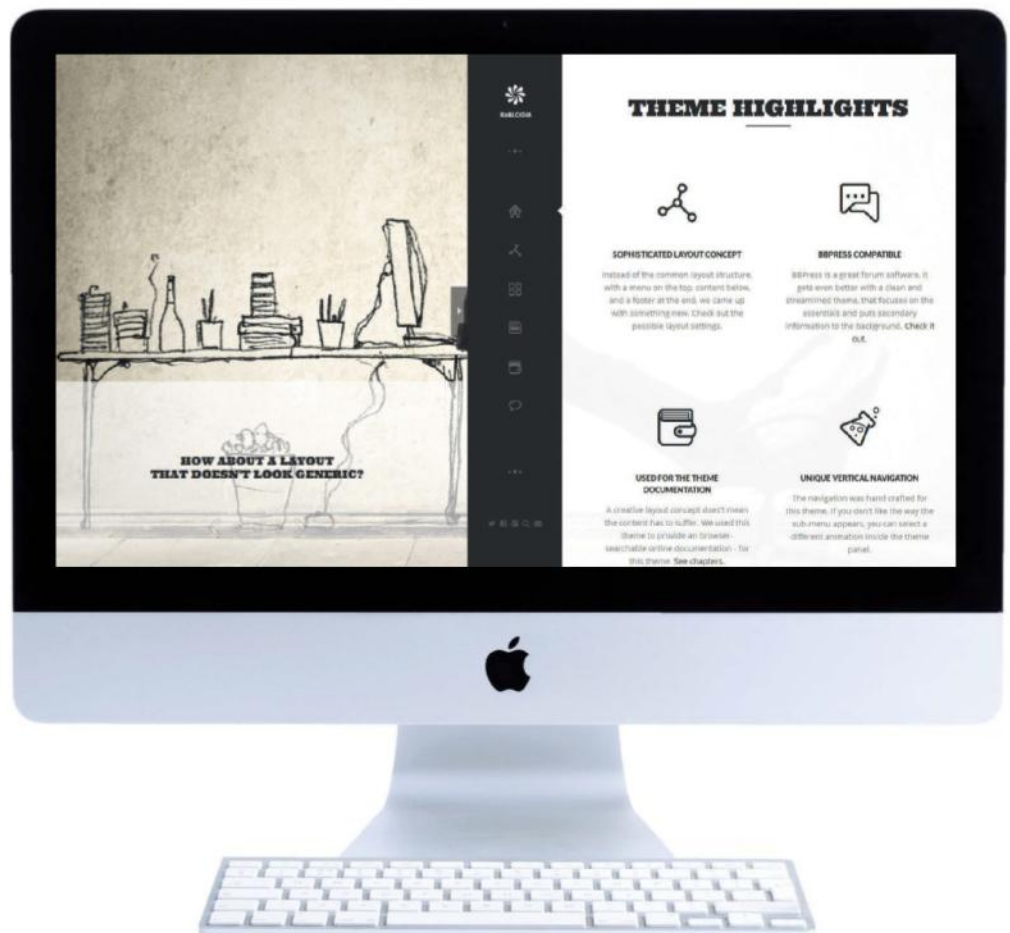 HOW ABOUT A LAYOUT
THAT DOESN'T LOOK GENERIC?
THEME HIGHLIGHTS
SOPHISTICATED LAYOUT CONCEPT
Instead of the common layout structure,
with a menu on the top, content below,
and a footer at the end, we came up
with something new. Check out the
possible layout settings.
BBPRESS COMPATIBLE
BBPress is a great forum software. It
gets even better with a clean and
streamlined theme, that focuses on the
essentials and puts secondary
information to the background. Check it
out.
USED FOR THE THEME
DOCUMENTATION
A creative layout concept doesn't mean
the content has to suffer. We used this
theme to provide an browser-
searchable online documentation - for
this theme. See chapters.
UNIQUE VERTICAL NAVIGATION
The navigation was hand crafted for
this theme. If you don't like the way the
sub-menu appears, you can select a
different animation inside the theme
panel.